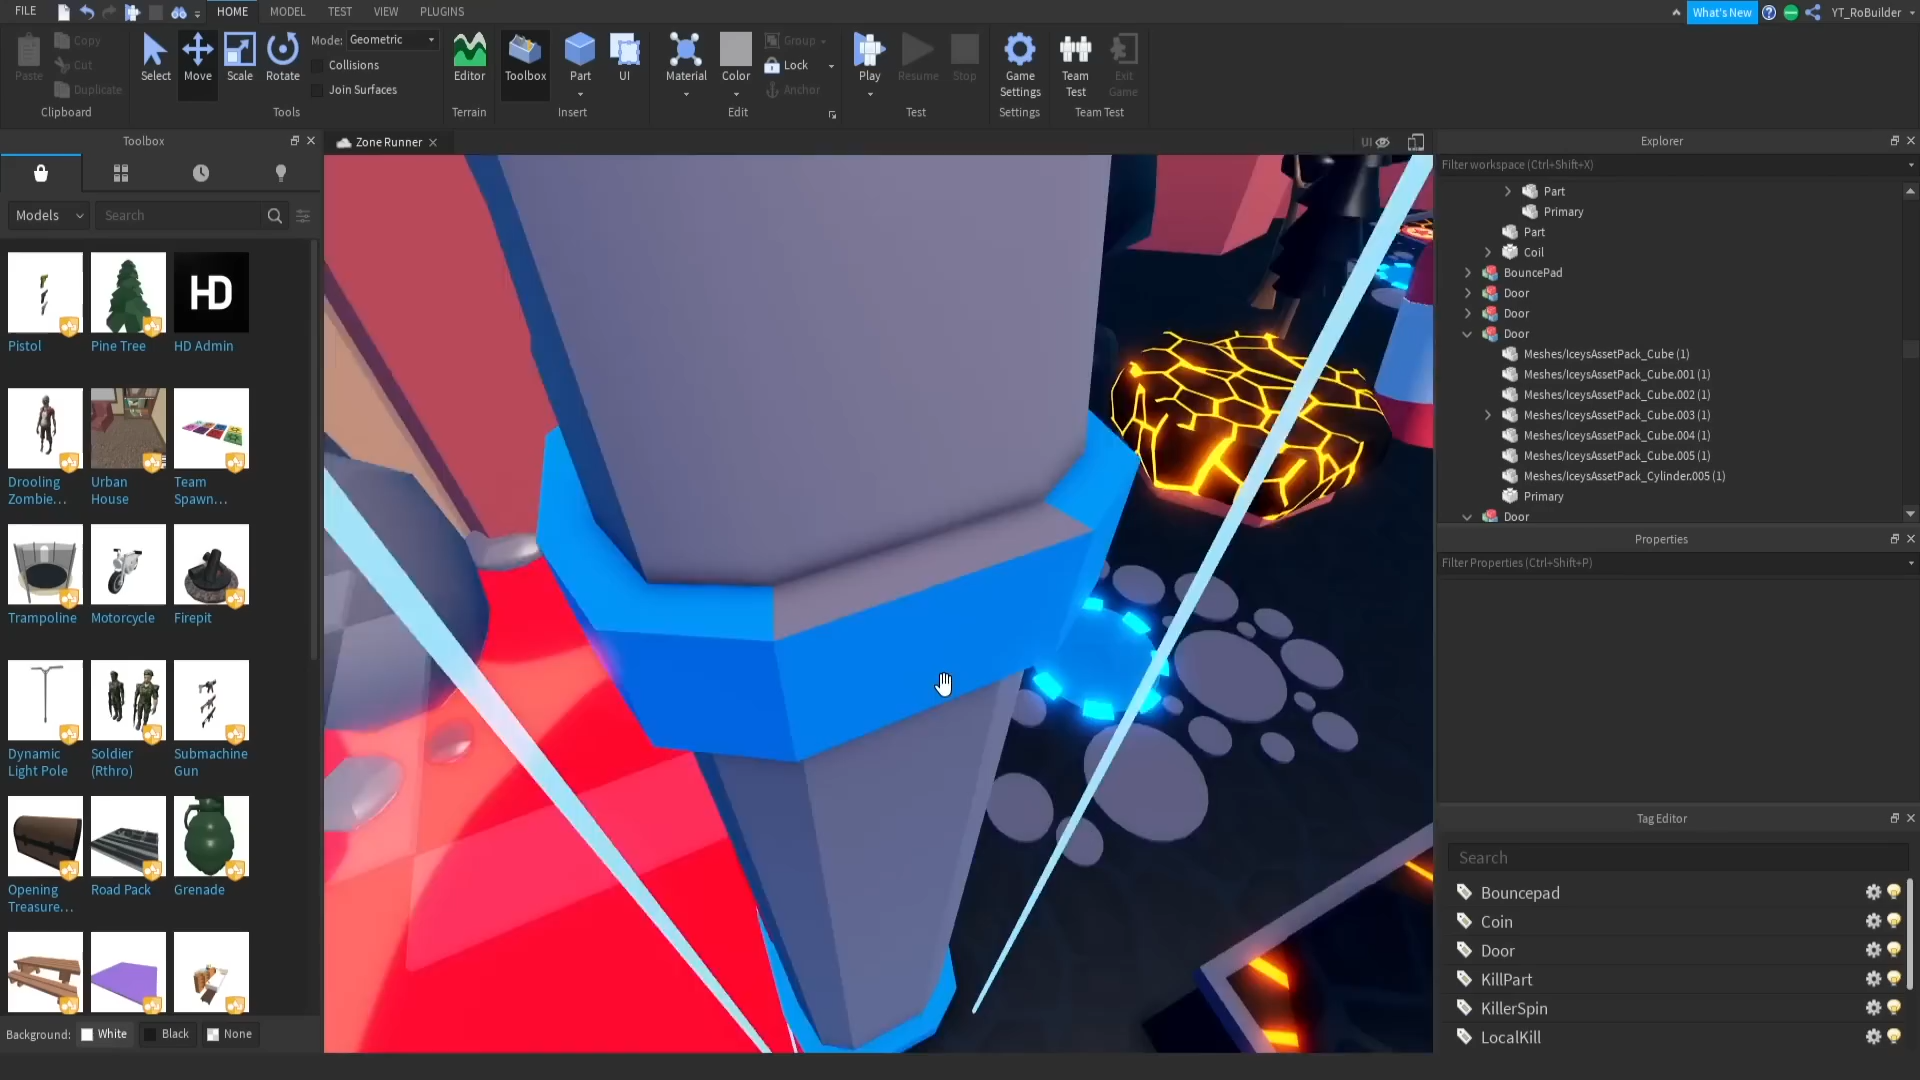 FILE
HOME
MODEL
TEST
VIEW
PLUGINS
What's New
YT_RoBuilder
Paste
Copy
Cut
Duplicate
Clipboard
Select
Move
Scale
Rotate
Mode:
Geometric
Collisions
Join Surfaces
Tools
Editor
Terrain
Toolbox
Part
UI
Insert
Material
Color
Group
Lock
Anchor
Edit
Play
Resume
Stop
Test
Game
Settings
Settings
Team
Test
Exit
Game
Team Test
Toolbox
Models
Search
Pistol
Pine Tree
HD
HD Admin
Drooling
Zombie...
Urban
House
Team
Spawn...
Trampoline
Motorcycle
Firepit
Dynamic
Light Pole
Soldier
(Rthro)
Submachine
Gun
Opening
Treasure...
Road Pack
Grenade
Background:
White
Black
None
Zone Runner
UI
Explorer
Filter workspace (Ctrl+Shift+X)
Part
Primary
Part
Coil
BouncePad
Door
Door
Door
Meshes/IceysAssetPack_Cube (1)
Meshes/IceysAssetPack_Cube.001 (1)
Meshes/IceysAssetPack_Cube.002 (1)
Meshes/IceysAssetPack_Cube.003 (1)
Meshes/IceysAssetPack_Cube.004 (1)
Meshes/IceysAssetPack_Cube.005 (1)
Meshes/IceysAssetPack_Cylinder.005 (1)
Primary
Door
Properties
Filter Properties (Ctrl+Shift+P)
Tag Editor
Search
Bouncepad
Coin
Door
KillPart
KillerSpin
LocalKill